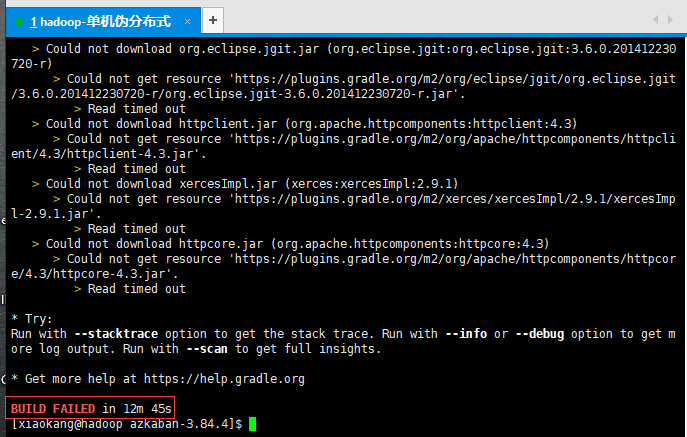 1 hadoop-单机伪分布式 × +
> Could not download org.eclipse.jgit.jar (org.eclipse.jgit:org.eclipse.jgit:3.6.0.201412230
720-r)
> Could not get resource 'https://plugins.gradle.org/m2/org/eclipse/jgit/org.eclipse.jgit
/3.6.0.201412230720-r/org.eclipse.jgit-3.6.0.201412230720-r.jar'.
> Read timed out
> Could not download httpclient.jar (org.apache.httpcomponents:httpclient:4.3)
> Could not get resource 'https://plugins.gradle.org/m2/org/apache/httpcomponents/httpcli
ent/4.3/httpclient-4.3.jar'.
> Read timed out
> Could not download xercesImpl.jar (xerces:xercesImpl:2.9.1)
> Could not get resource 'https://plugins.gradle.org/m2/xerces/xercesImpl/2.9.1/xercesImp
l-2.9.1.jar'.
> Read timed out
> Could not download httpcore.jar (org.apache.httpcomponents:httpcore:4.3)
> Could not get resource 'https://plugins.gradle.org/m2/org/apache/httpcomponents/httpcor
e/4.3/httpcore-4.3.jar'.
> Read timed out
* Try:
Run with --stacktrace option to get the stack trace. Run with --info or --debug option to get m
ore log output. Run with --scan to get full insights.
* Get more help at https://help.gradle.org
BUILD FAILED in 12m 45s
[xiaokang@hadoop azkaban-3.84.4]$